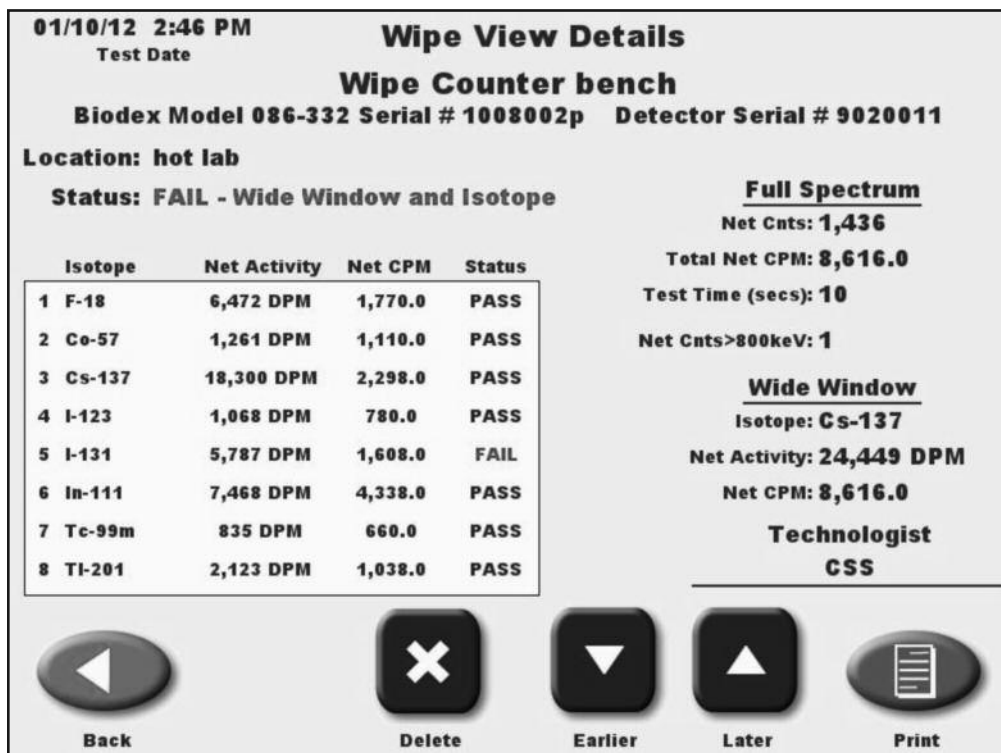 01/10/12 2:46 PM
Test Date
Wipe View Details
Wipe Counter bench
Biodex Model 086-332 Serial # 1008002p Detector Serial # 9020011
Location: hot lab
Status: FAIL - Wide Window and Isotope
Isotope Net Activity Net CPM Status
1 F-18 6,472 DPM 1,770.0 PASS
2 Co-57 1,261 DPM 1,110.0 PASS
3 Cs-137 18,300 DPM 2,298.0 PASS
4 I-123 1,068 DPM 780.0 PASS
5 I-131 5,787 DPM 1,608.0 FAIL
6 In-111 7,468 DPM 4,338.0 PASS
7 Tc-99m 835 DPM 660.0 PASS
8 Tl-201 2,123 DPM 1,038.0 PASS
Full Spectrum
Net Cnts: 1,436
Total Net CPM: 8,616.0
Test Time (secs): 10
Net Cnts>800keV: 1
Wide Window
Isotope: Cs-137
Net Activity: 24,449 DPM
Net CPM: 8,616.0
Technologist
CSS
Back Delete Earlier Later Print